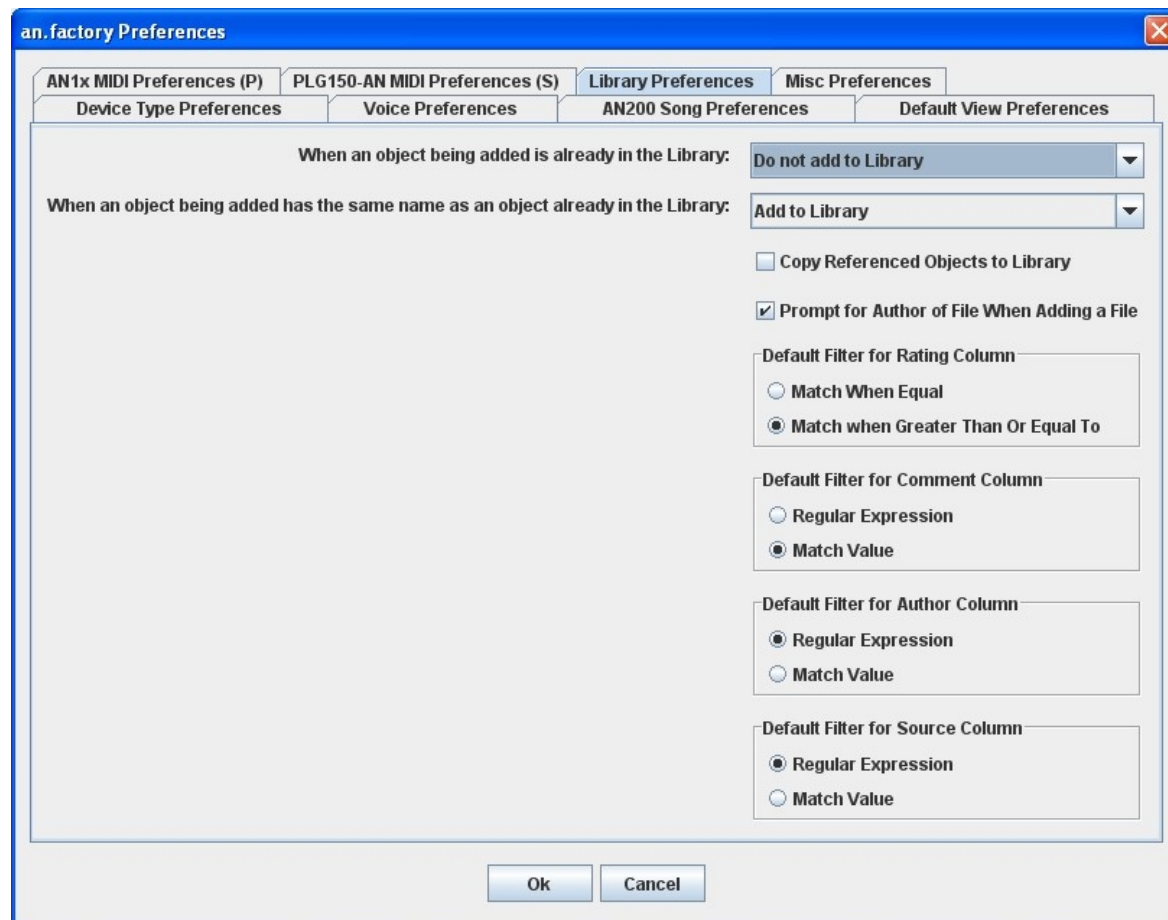 an.factory Preferences
AN1x MIDI Preferences (P)
PLG150-AN MIDI Preferences (S)
Library Preferences
Misc Preferences
Device Type Preferences
Voice Preferences
AN200 Song Preferences
Default View Preferences
When an object being added is already in the Library:
Do not add to Library
When an object being added has the same name as an object already in the Library:
Add to Library
Copy Referenced Objects to Library
Prompt for Author of File When Adding a File
Default Filter for Rating Column
Match When Equal
Match when Greater Than Or Equal To
Default Filter for Comment Column
Regular Expression
Match Value
Default Filter for Author Column
Regular Expression
Match Value
Default Filter for Source Column
Regular Expression
Match Value
Ok
Cancel